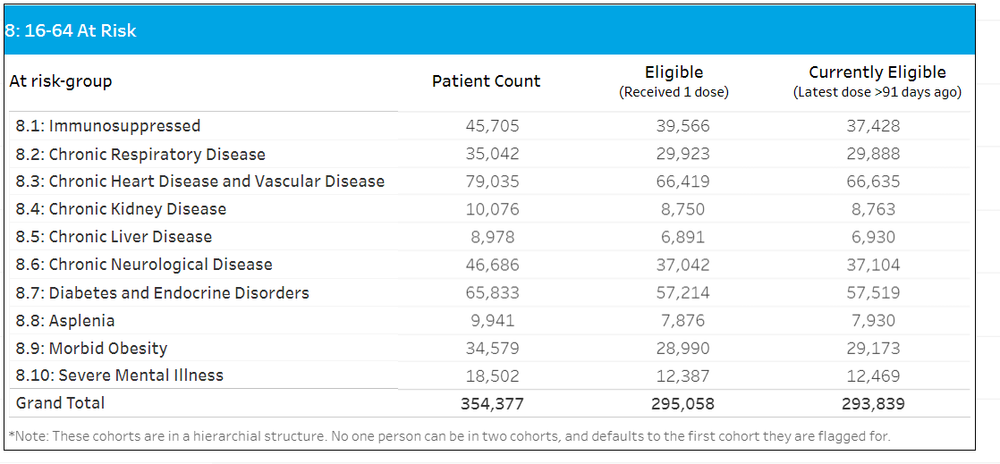 8: 16-64 At Risk
At risk-group Patient Count Eligible (Received 1 dose) Currently Eligible (Latest dose >91 days ago)
8.1: Immunosuppressed 45,705 39,566 37,428
8.2: Chronic Respiratory Disease 35,042 29,923 29,888
8.3: Chronic Heart Disease and Vascular Disease 79,035 66,419 66,635
8.4: Chronic Kidney Disease 10,076 8,750 8,763
8.5: Chronic Liver Disease 8,978 6,891 6,930
8.6: Chronic Neurological Disease 46,686 37,042 37,104
8.7: Diabetes and Endocrine Disorders 65,833 57,214 57,519
8.8: Asplenia 9,941 7,876 7,930
8.9: Morbid Obesity 34,579 28,990 29,173
8.10: Severe Mental Illness 18,502 12,387 12,469
Grand Total 354,377 295,058 293,839
*Note: These cohorts are in a hierarchial structure. No one person can be in two cohorts, and defaults to the first cohort they are flagged for.